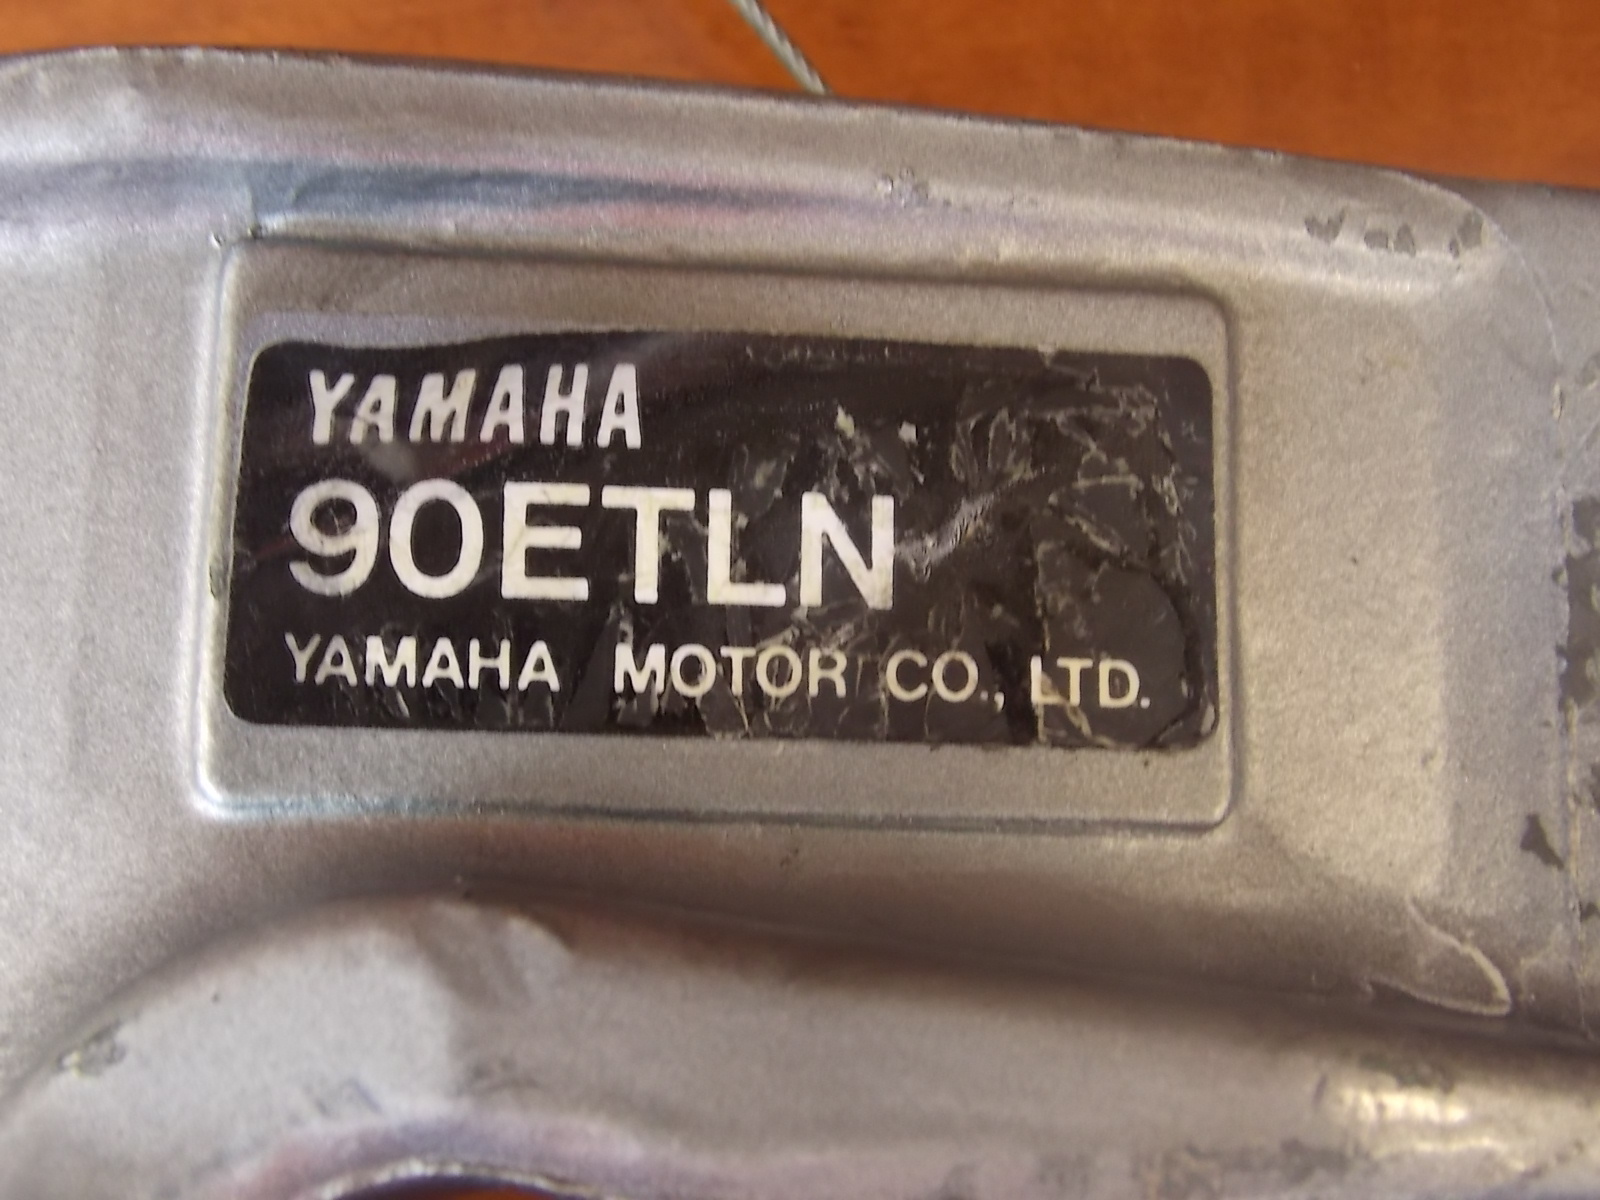 YAMAHA
90ETLN
YAMAHA MOTOR CO., LTD.